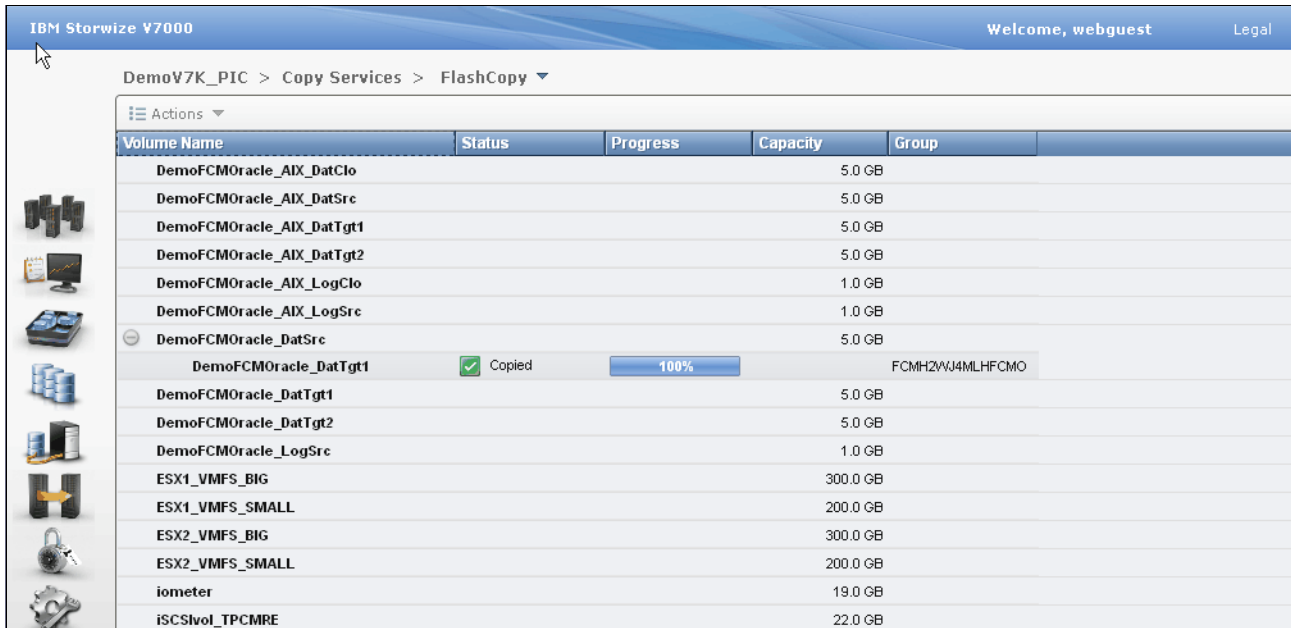 IBM Storwize V7000 Welcome, webguest Legal
DemoV7K_PIC > Copy Services > FlashCopy
Actions
Volume Name Status Progress Capacity Group
DemoFCMOracle_AIX_DatClo 5.0 GB
DemoFCMOracle_AIX_DatSrc 5.0 GB
DemoFCMOracle_AIX_DatTgt1 5.0 GB
DemoFCMOracle_AIX_DatTgt2 5.0 GB
DemoFCMOracle_AIX_LogClo 1.0 GB
DemoFCMOracle_AIX_LogSrc 1.0 GB
DemoFCMOracle_DatSrc 5.0 GB
DemoFCMOracle_DatTgt1 Copied 100% FCMH2WJ4MLHFCMO
DemoFCMOracle_DatTgt1 5.0 GB
DemoFCMOracle_DatTgt2 5.0 GB
DemoFCMOracle_LogSrc 1.0 GB
ESX1_VMFS_BIG 300.0 GB
ESX1_VMFS_SMALL 200.0 GB
ESX2_VMFS_BIG 300.0 GB
ESX2_VMFS_SMALL 200.0 GB
iometer 19.0 GB
iSCSIvol_TPCMRE 22.0 GB